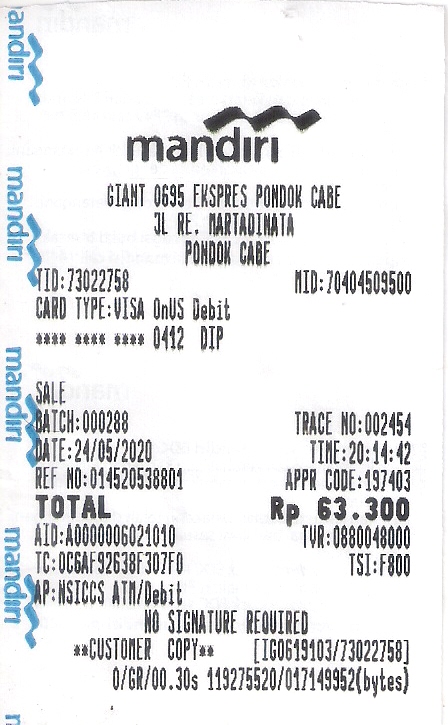 mandiri
GIANT 0695 EKSPRES PONDOK CABE
JL RE. MARTADINATA
PONDOK CABE
TID:73022758 MID:70404509500
CARD TYPE:VISA OnUS Debit
**** **** **** 0412 DIP
SALE
BATCH:000288 TRACE NO:002454
DATE:24/05/2020 TIME:20:14:42
REF NO:014520538801 APPR CODE:197403
TOTAL Rp 63.300
AID:A0000006021010 TVR:0880048000
TC:0C6AF92638F307F0 TSI:F800
AP:NSICCS ATM/Debit
NO SIGNATURE REQUIRED
**CUSTOMER COPY** [IG0619103/73022758]
0/GR/00.30s 119275520/017149952(bytes)
mandiri
mandiri
mandiri
mandiri